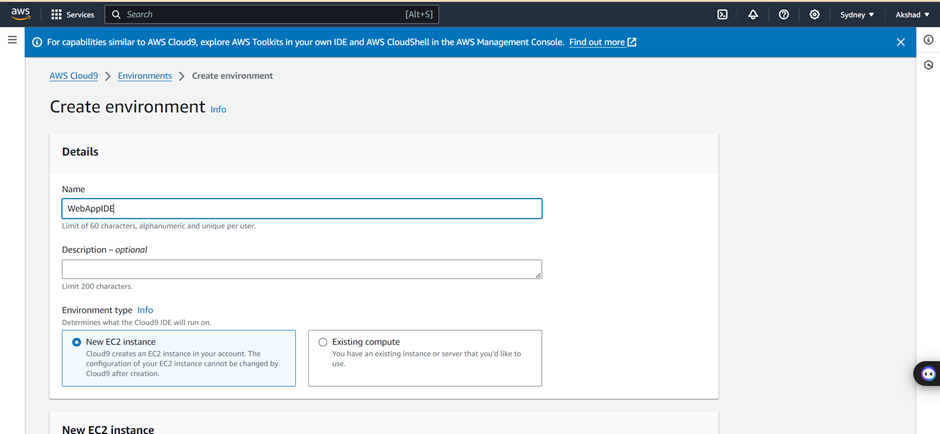 aws
Services
Search
[Alt+S]
Sydney
Akshad
For capabilities similar to AWS Cloud9, explore AWS Toolkits in your own IDE and AWS CloudShell in the AWS Management Console. Find out more
AWS Cloud9 > Environments > Create environment
Create environment Info
Details
Name
WebAppIDE
Limit of 60 characters, alphanumeric and unique per user.
Description – optional
Limit 200 characters.
Environment type Info
Determines what the Cloud9 IDE will run on.
New EC2 instance
Cloud9 creates an EC2 instance in your account. The
configuration of your EC2 instance cannot be changed by
Cloud9 after creation.
Existing compute
You have an existing instance or server that you'd like to
use.
New EC2 instance